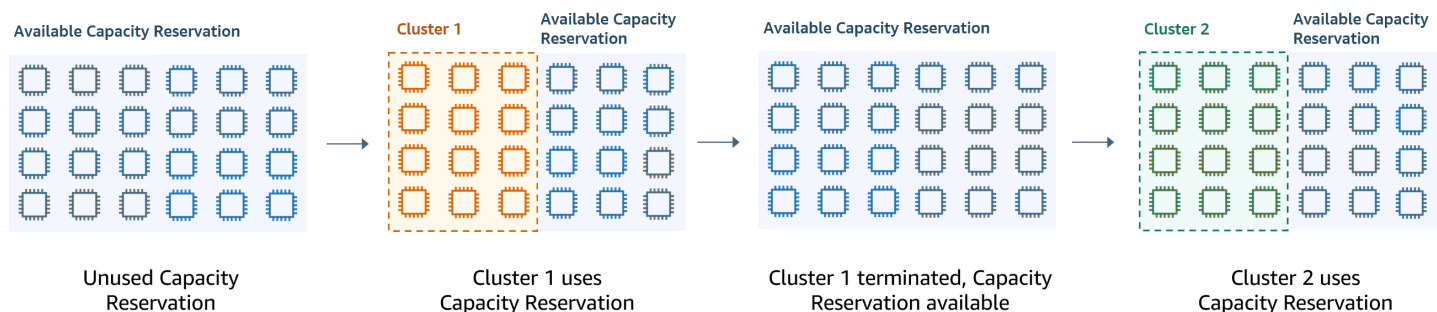 Available Capacity Reservation
Cluster 1
Available Capacity
Reservation
Available Capacity Reservation
Cluster 2
Available Capacity
Reservation
Unused Capacity
Reservation
Cluster 1 uses
Capacity Reservation
Cluster 1 terminated, Capacity
Reservation available
Cluster 2 uses
Capacity Reservation